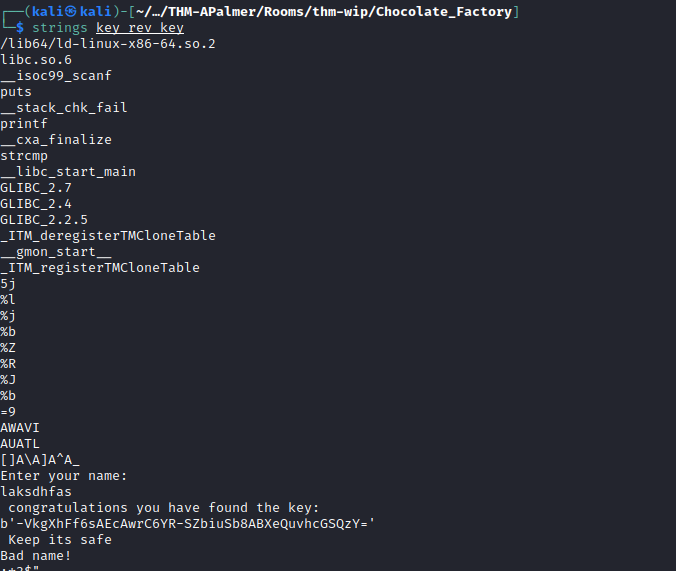 ┌──(kali㉿kali)-[~/…/THM-APalmer/Rooms/thm-wip/Chocolate_Factory]
└─$ strings key_rev_key
/lib64/ld-linux-x86-64.so.2
libc.so.6
__isoc99_scanf
puts
__stack_chk_fail
printf
__cxa_finalize
strcmp
__libc_start_main
GLIBC_2.7
GLIBC_2.4
GLIBC_2.2.5
_ITM_deregisterTMCloneTable
__gmon_start__
_ITM_registerTMCloneTable
5j
%l
%j
%b
%Z
%R
%J
%b
=9
AWAVI
AUATL
[]A\A]A^A_
Enter your name:
laksdhfas
 congratulations you have found the key:
b'-VkgXhFf6sAEcAwrC6YR-SZbiuSb8ABXeQuvhcGSQzY='
 Keep its safe
Bad name!